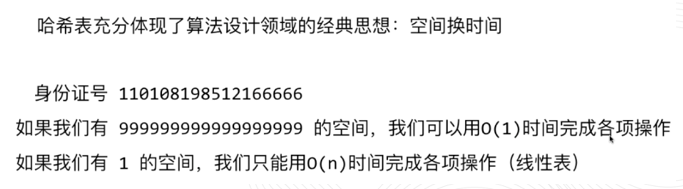 哈希表充分体现了算法设计领域的经典思想：空间换时间
身份证号 110108198512166666
如果我们有 999999999999999999 的空间，我们可以用O(1)时间完成各项操作
如果我们有 1 的空间，我们只能用O(n)时间完成各项操作（线性表）